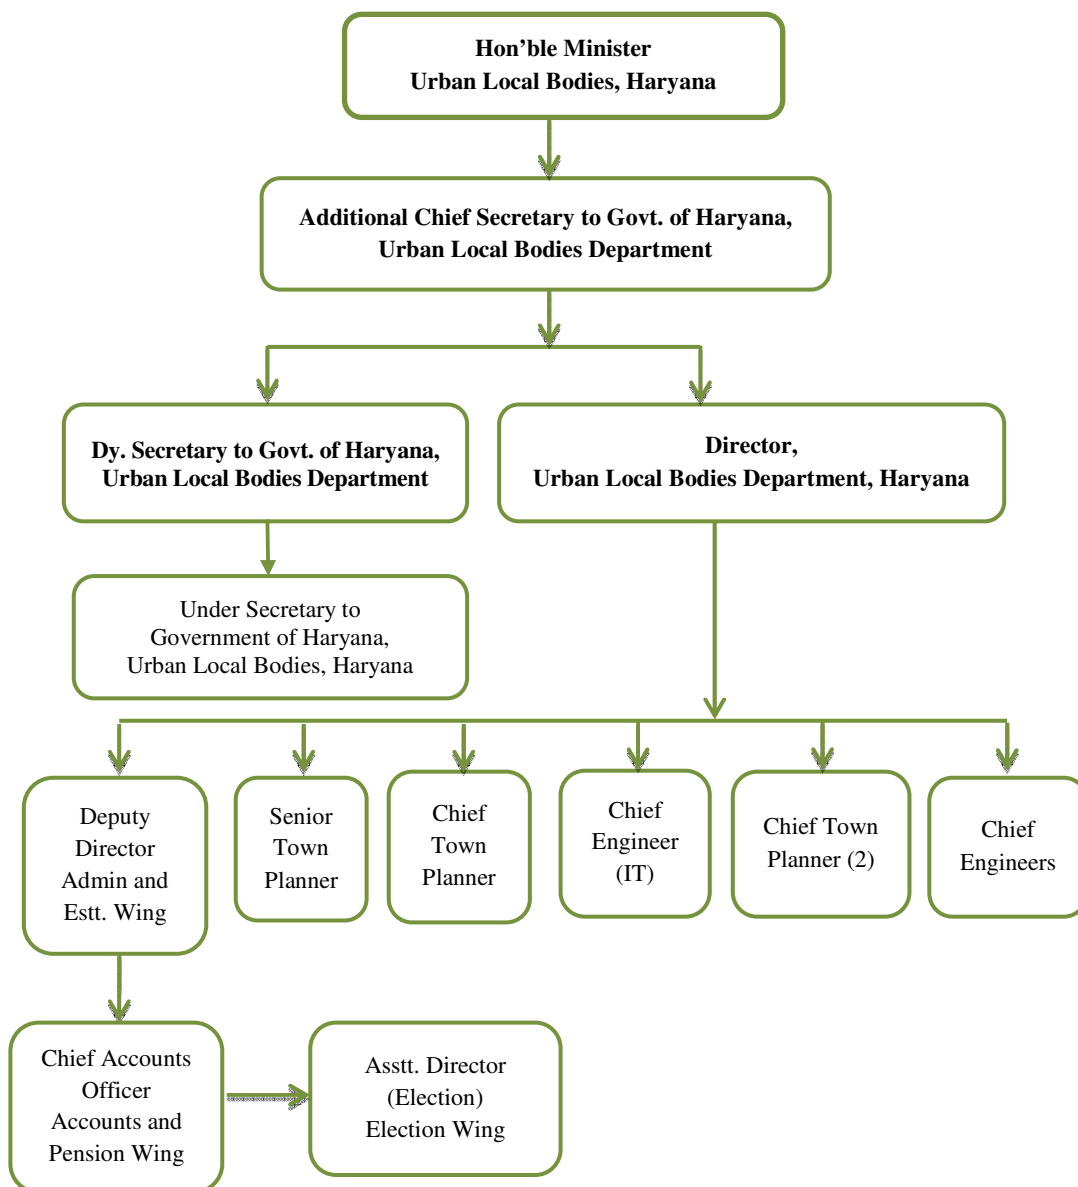 Hon’ble Minister
Urban Local Bodies, Haryana
Additional Chief Secretary to Govt. of Haryana,
Urban Local Bodies Department
Dy. Secretary to Govt. of Haryana,
Urban Local Bodies Department
Director,
Urban Local Bodies Department, Haryana
Under Secretary to
Government of Haryana,
Urban Local Bodies, Haryana
Deputy
Director
Admin and
Estt. Wing
Senior
Town
Planner
Chief
Town
Planner
Chief
Engineer
(IT)
Chief Town
Planner (2)
Chief
Engineers
Chief Accounts
Officer
Accounts and
Pension Wing
Asstt. Director
(Election)
Election Wing